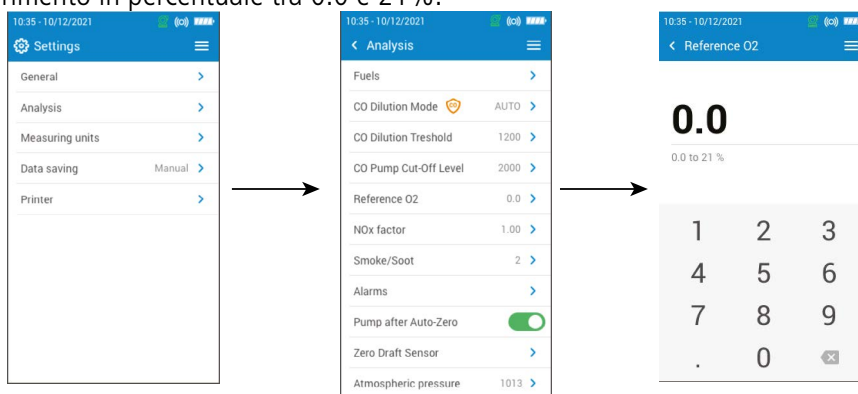 rimento in percentuale tra 0.0 e 21 %.
10:35 - 10/12/2021
Settings
General
Analysis
Measuring units
Data saving Manual
Printer
10:35 - 10/12/2021
Analysis
Fuels
CO Dilution Mode CO AUTO
CO Dilution Treshold 1200
CO Pump Cut-Off Level 2000
Reference O2 0.0
NOx factor 1.00
Smoke/Soot 2
Alarms
Pump after Auto-Zero
Zero Draft Sensor
Atmospheric pressure 1013
10:35 - 10/12/2021
Reference O2
0.0
0.0 to 21 %
1 2 3
4 5 6
7 8 9
. 0